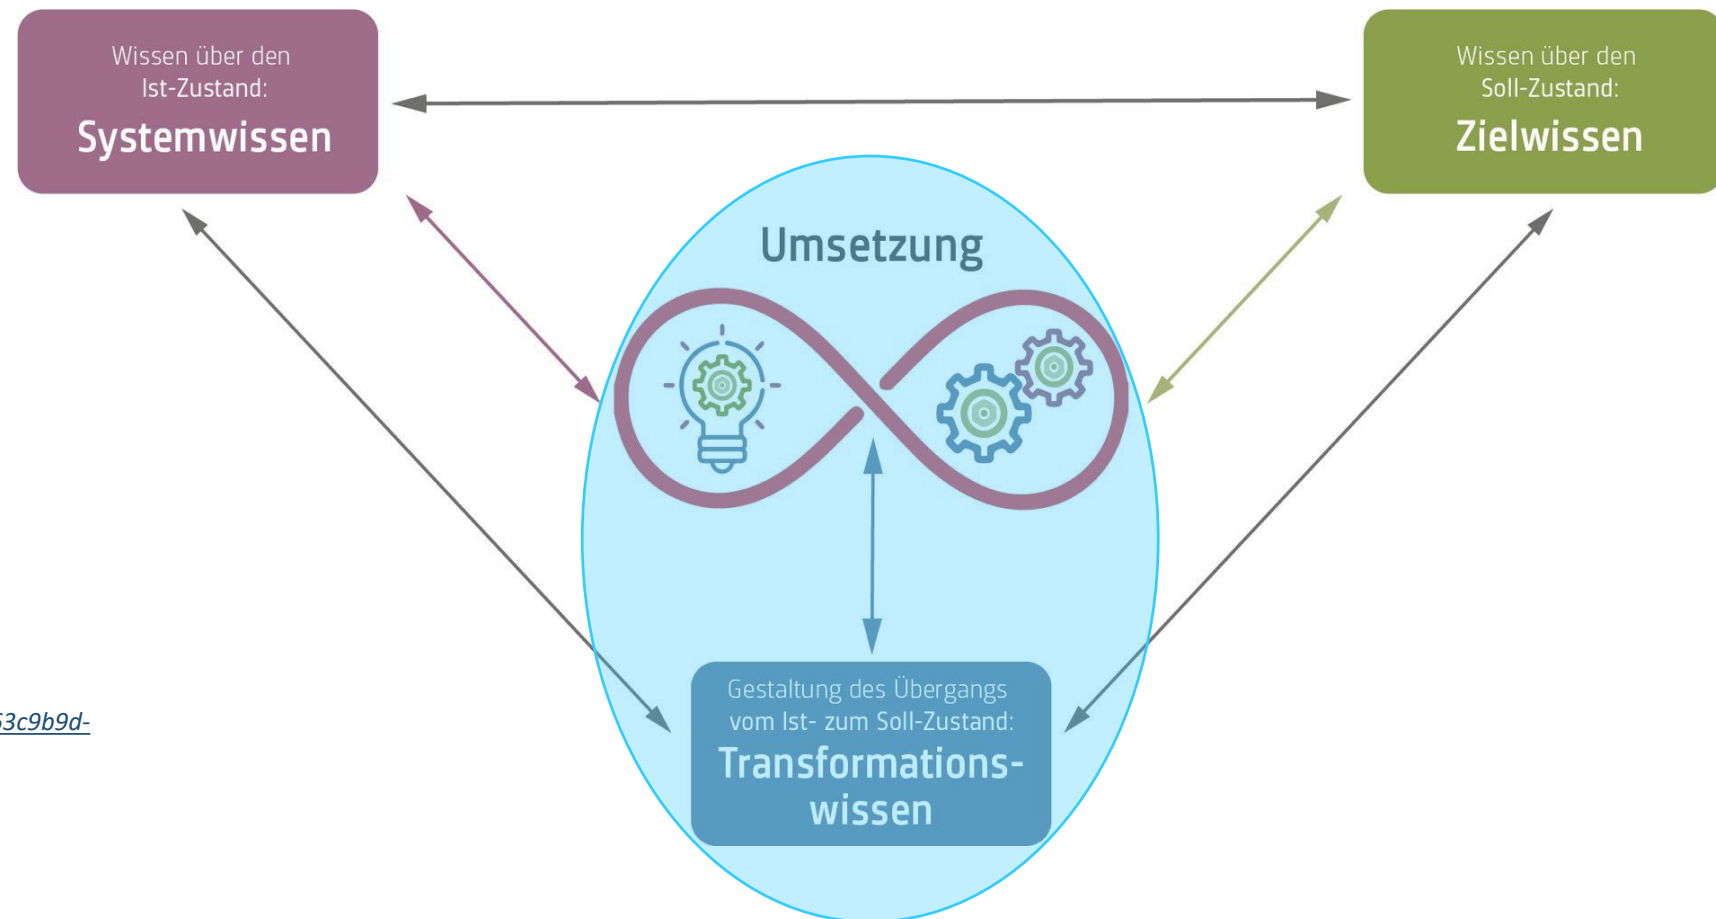 Wissen über den
Ist-Zustand:
Systemwissen
Wissen über den
Soll-Zustand:
Zielwissen
Umsetzung
63c9b9d-
Gestaltung des Übergangs
vom Ist- zum Soll-Zustand:
Transformations-
wissen